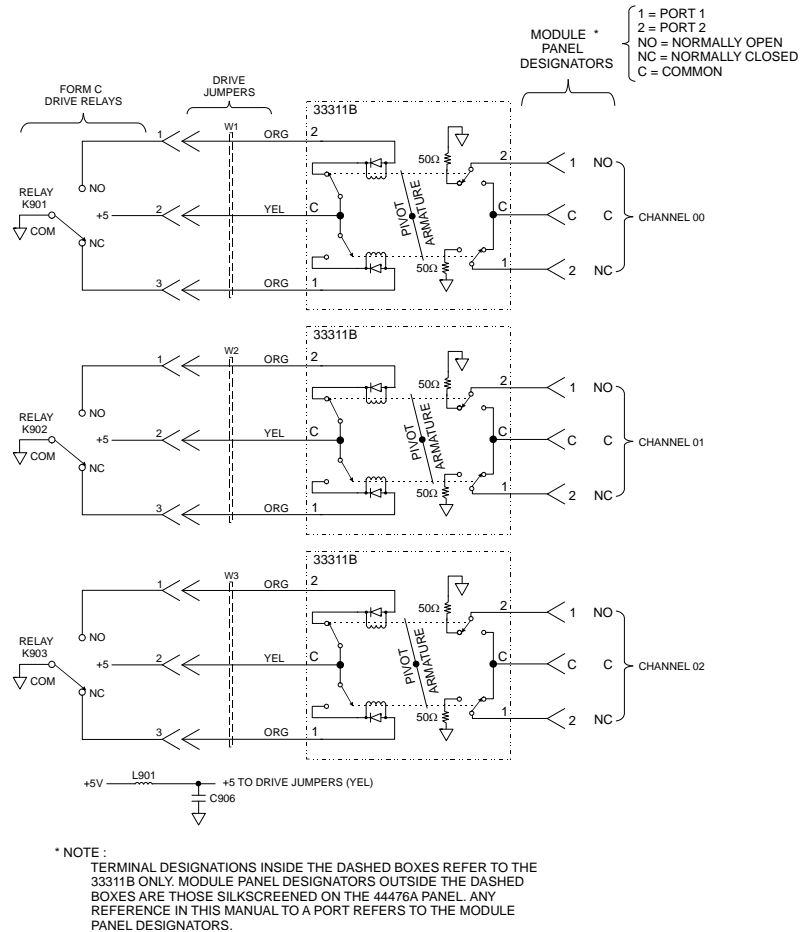 MODULE *
PANEL
DESIGNATORS
1 = PORT 1
2 = PORT 2
NO = NORMALLY OPEN
NC = NORMALLY CLOSED
C = COMMON
FORM C
DRIVE RELAYS
DRIVE
JUMPERS
33311B
1
W1
ORG
2
50Ω
2
1
NO
NO
RELAY
K901
COM
+5
2
YEL
C
PIVOT
ARMATURE
C
C
C
CHANNEL 00
NC
3
ORG
1
50Ω
1
2
NC
33311B
1
W2
ORG
2
50Ω
2
1
NO
NO
RELAY
K902
COM
+5
2
YEL
C
PIVOT
ARMATURE
C
C
C
CHANNEL 01
NC
3
ORG
1
50Ω
1
2
NC
33311B
1
W3
ORG
2
50Ω
2
1
NO
NO
RELAY
K903
COM
+5
2
YEL
C
PIVOT
ARMATURE
C
C
C
CHANNEL 02
NC
3
ORG
1
50Ω
1
2
NC
+5V
L901
+5 TO DRIVE JUMPERS (YEL)
C906
* NOTE :
TERMINAL DESIGNATIONS INSIDE THE DASHED BOXES REFER TO THE
33311B ONLY. MODULE PANEL DESIGNATORS OUTSIDE THE DASHED
BOXES ARE THOSE SILKSCREENED ON THE 44476A PANEL. ANY
REFERENCE IN THIS MANUAL TO A PORT REFERS TO THE MODULE
PANEL DESIGNATORS.